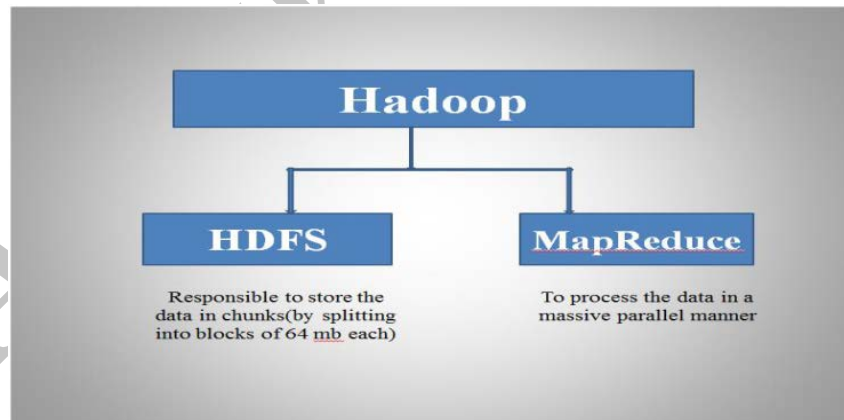 Hadoop
HDFS
MapReduce
Responsible to store the
data in chunks(by splitting
into blocks of 64 mb each)
To process the data in a
massive parallel manner